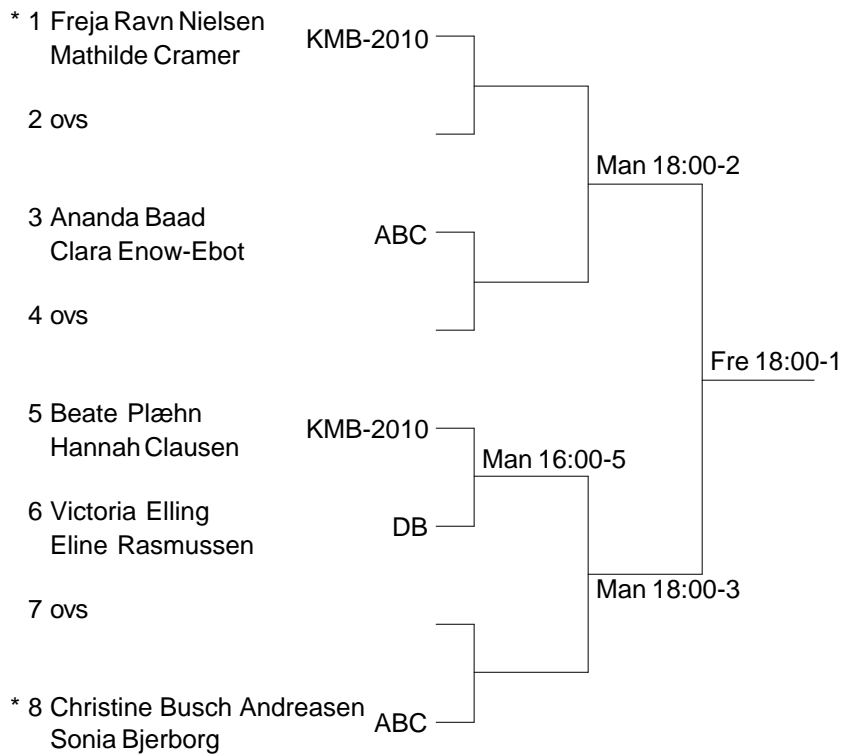 * 1 Freja Ravn Nielsen KMB-2010
Mathilde Cramer
2 ovs
Man 18:00-2
3 Ananda Baad ABC
Clara Enow-Ebot
4 ovs
Fre 18:00-1
5 Beate Plæhn KMB-2010
Hannah Clausen
Man 16:00-5
6 Victoria Elling DB
Eline Rasmussen
Man 18:00-3
7 ovs
* 8 Christine Busch Andreasen ABC
Sonia Bjerborg